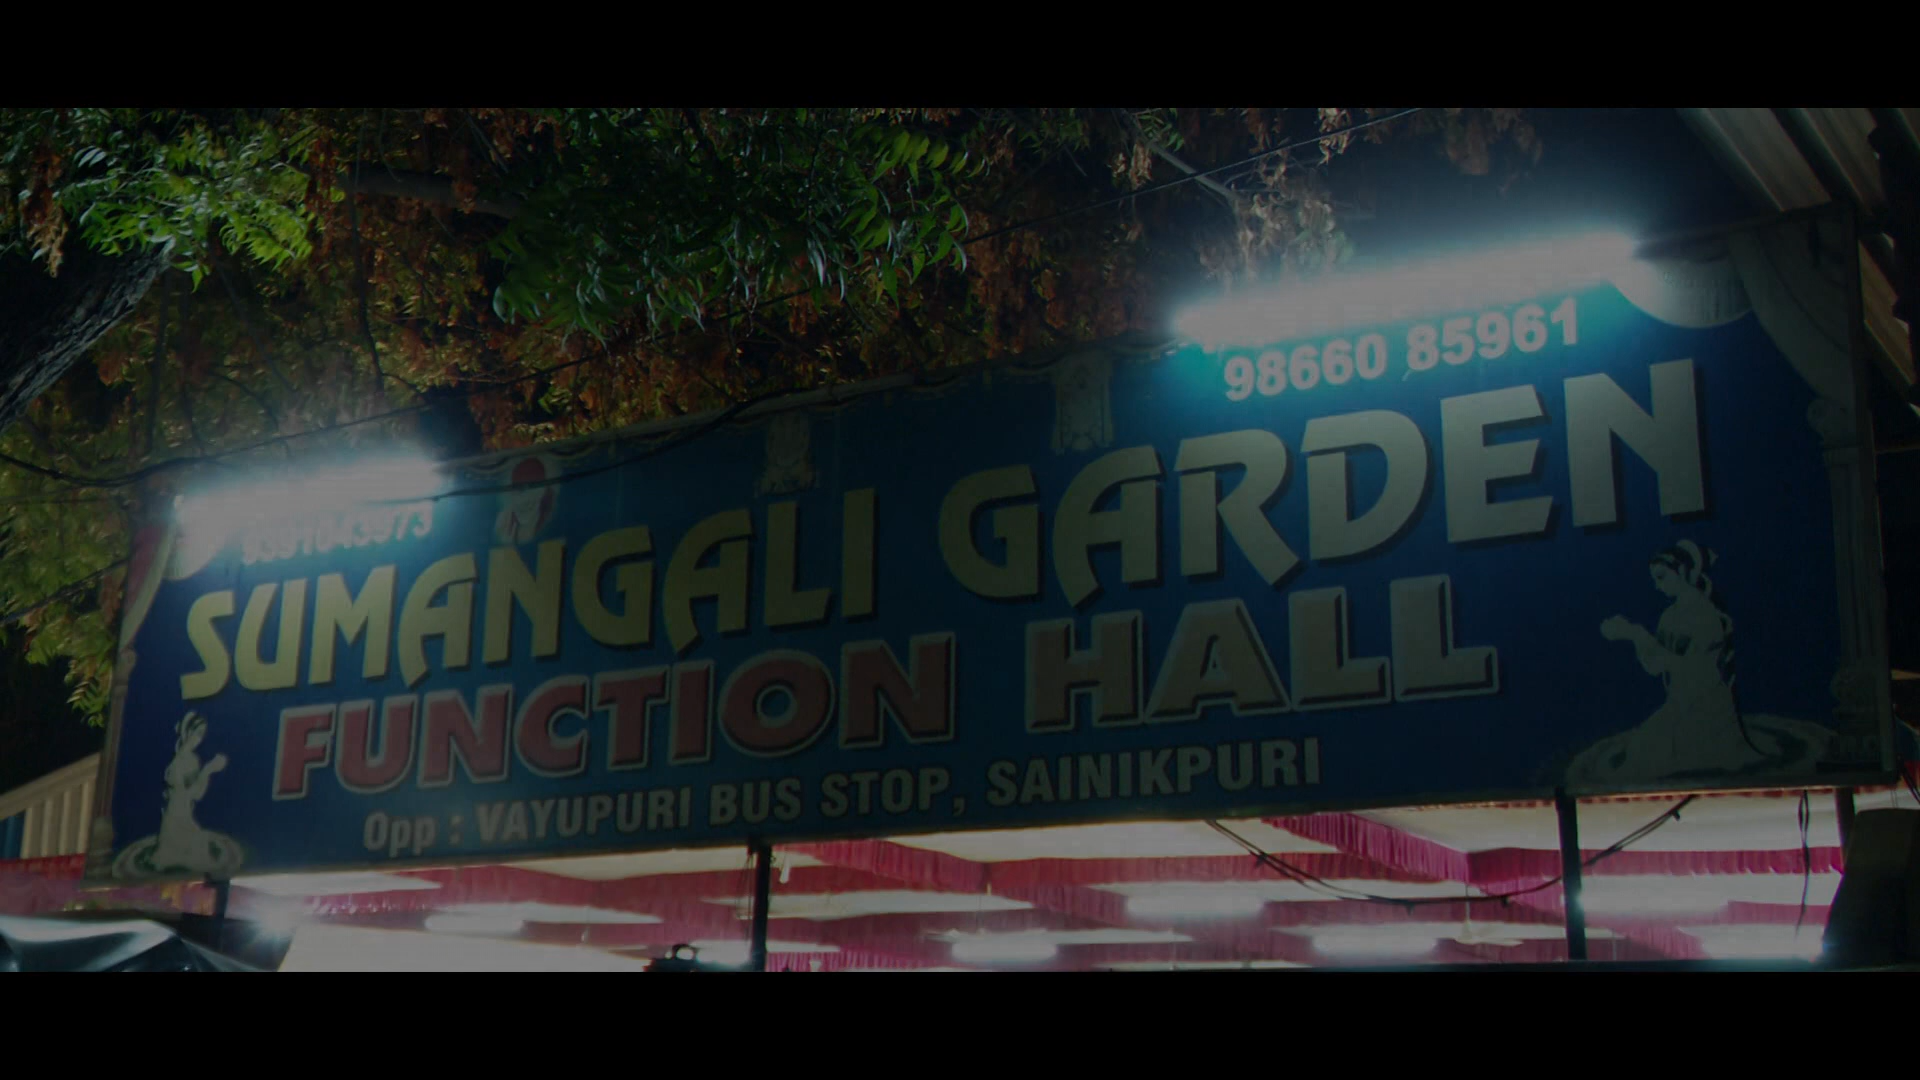 98660 85961
SUMANGALI GARDEN
FUNCTION HALL
Opp : VAYUPURI BUS STOP, SAINIKPURI